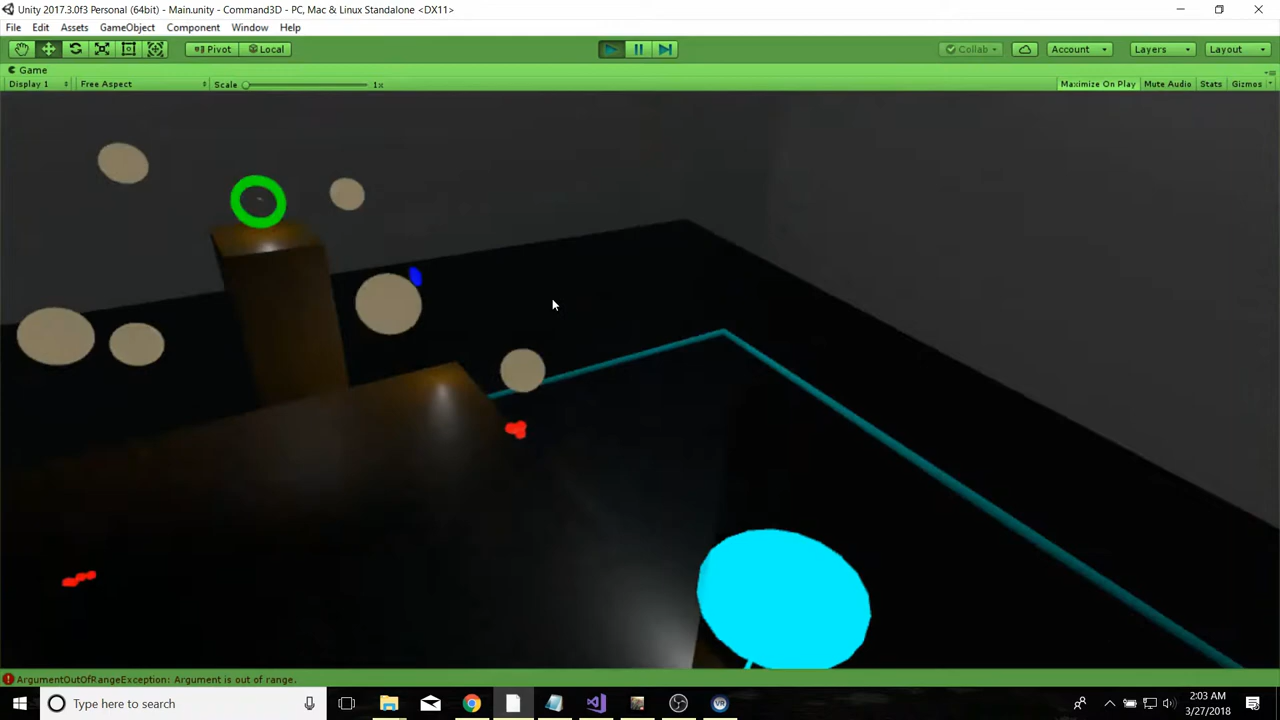 Unity 2017.3.0f3 Personal (64bit) - Main.unity - Command3D - PC, Mac & Linux Standalone <DX11>
File Edit Assets GameObject Component Window Help
Pivot Local Collab Account Layers Layout
Game
Display 1 Free Aspect Scale 1x Maximize On Play Mute Audio Stats Gizmos
ArgumentOutOfRangeException: Argument is out of range.
Type here to search
VR
2:03 AM
3/27/2018